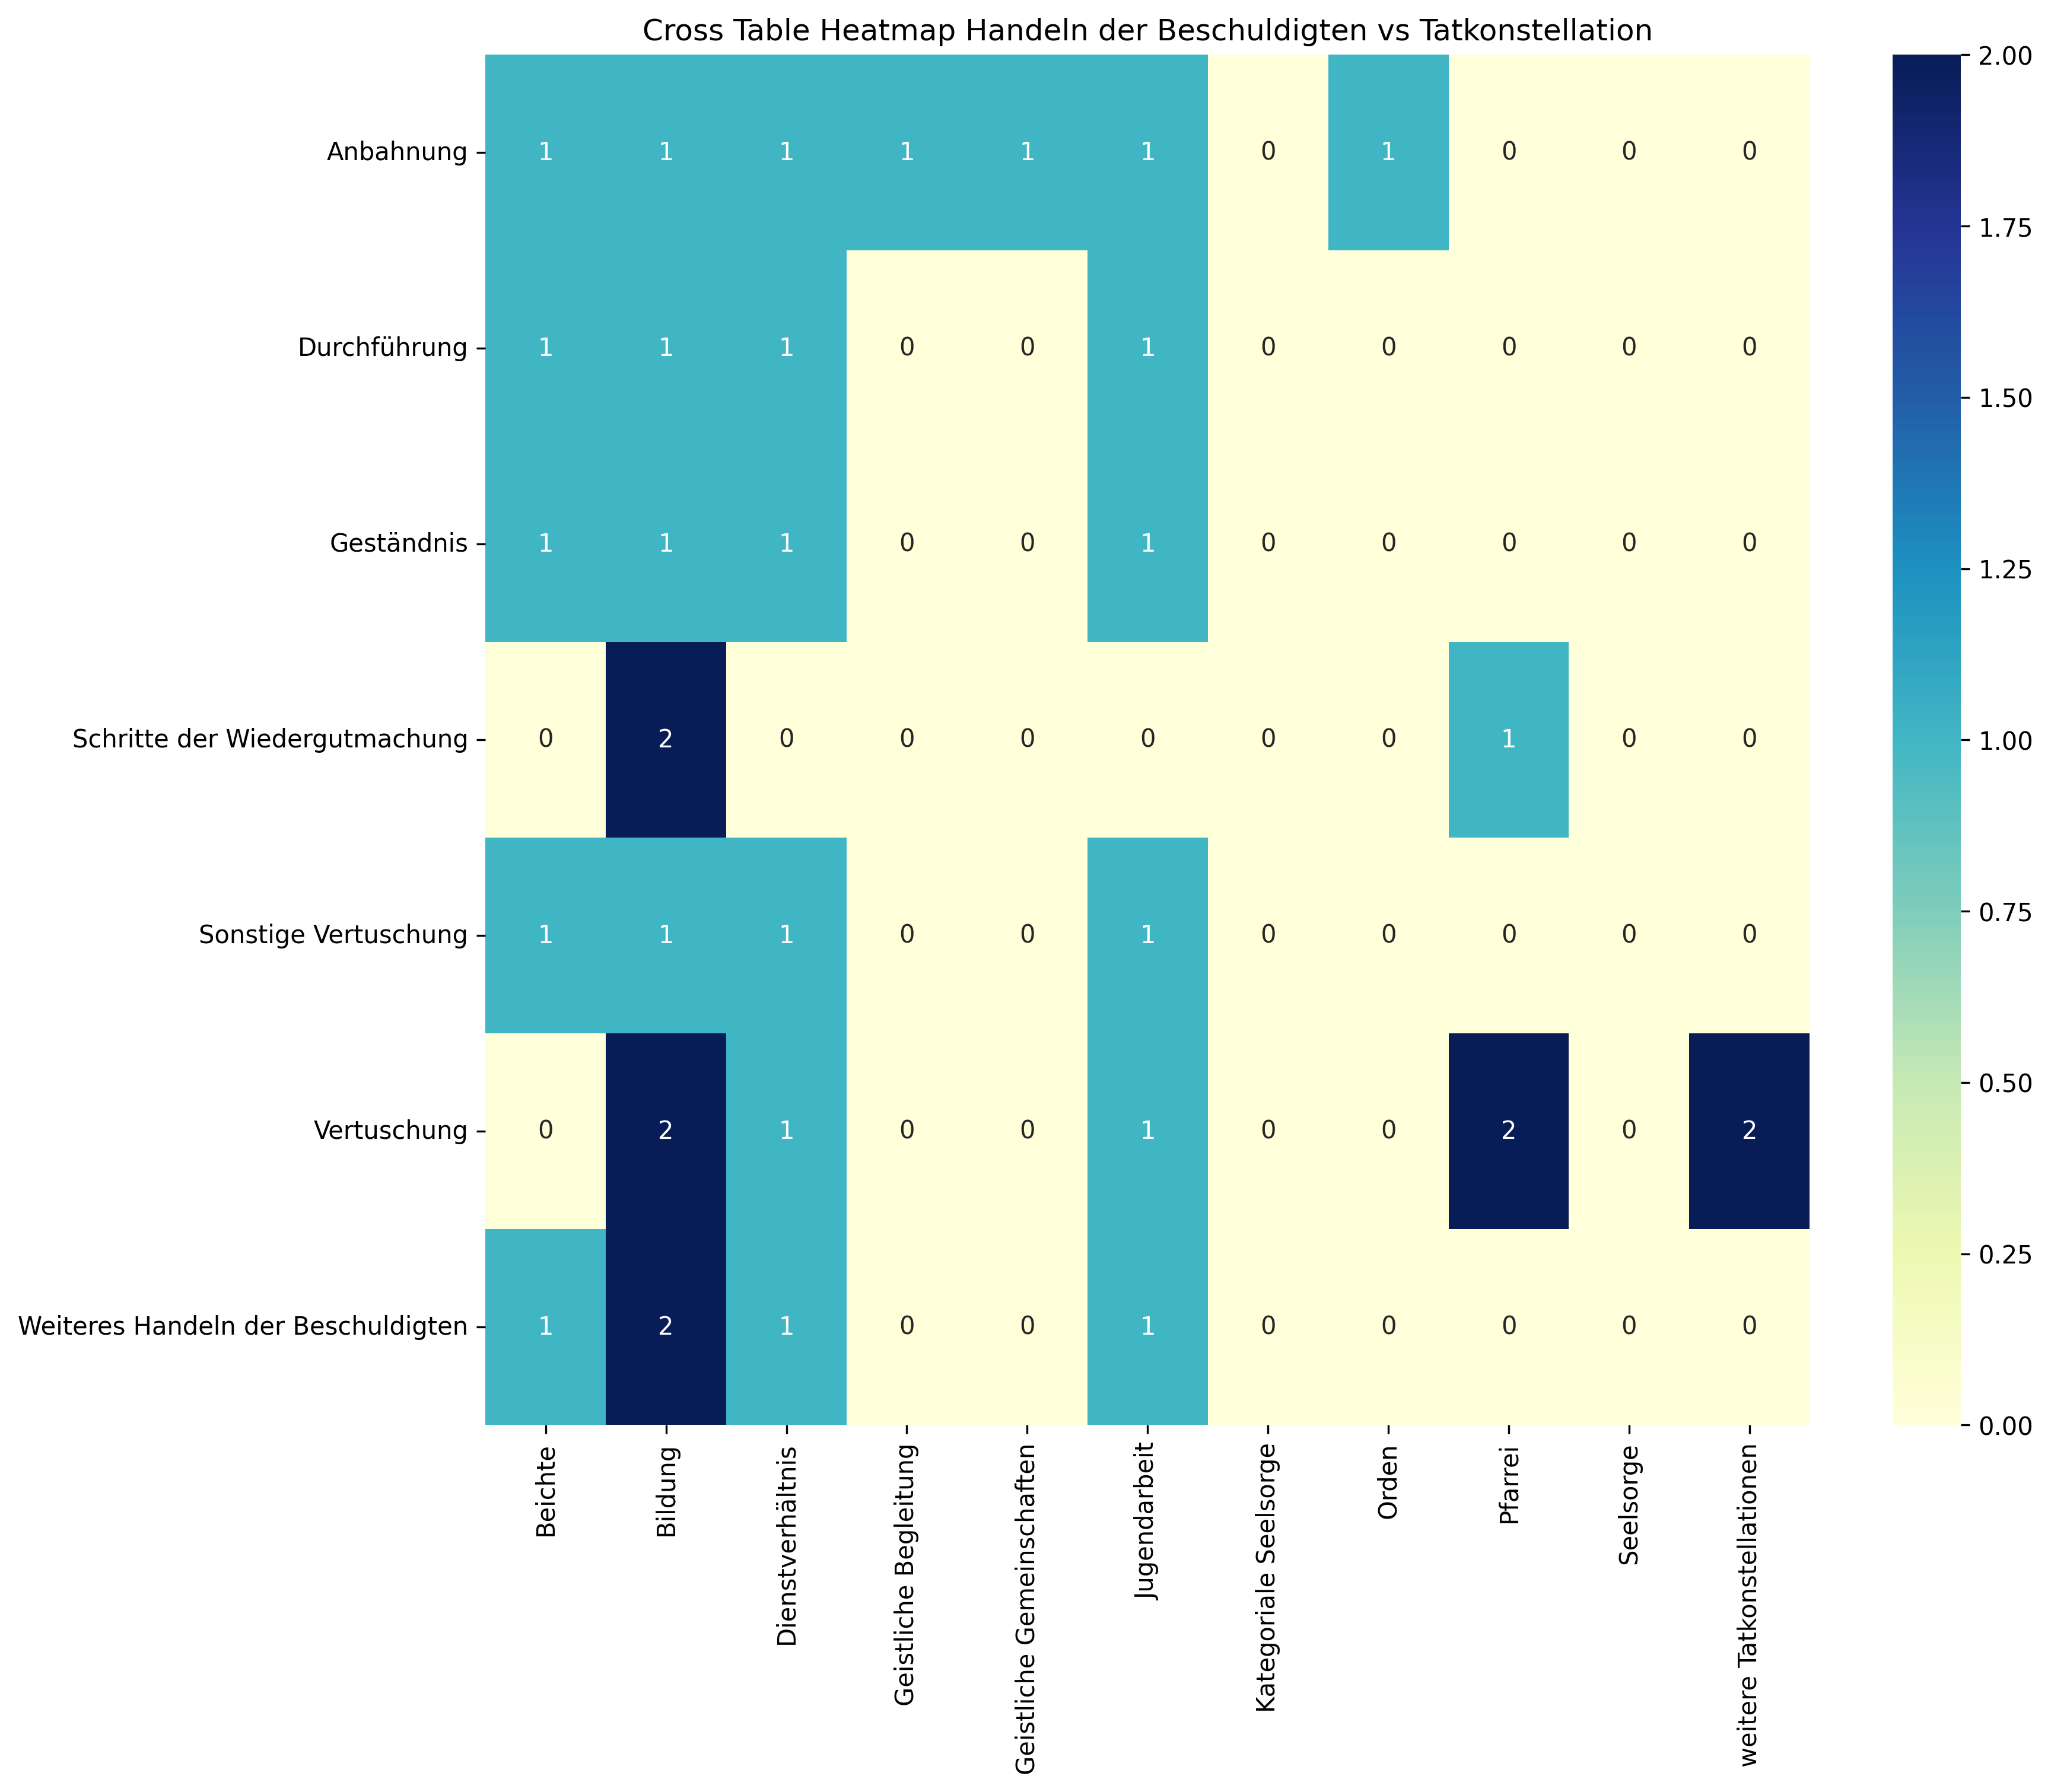 Cross Table Heatmap Handeln der Beschuldigten vs Tatkonstellation
Anbahnung 1 1 1 1 1 1 0 1 0 0 0
Durchführung 1 1 1 0 0 1 0 0 0 0 0
Geständnis 1 1 1 0 0 1 0 0 0 0 0
Schritte der Wiedergutmachung 0 2 0 0 0 0 0 0 1 0 0
Sonstige Vertuschung 1 1 1 0 0 1 0 0 0 0 0
Vertuschung 0 2 1 0 0 1 0 0 2 0 2
Weiteres Handeln der Beschuldigten 1 2 1 0 0 1 0 0 0 0 0
Beichte
Bildung
Dienstverhältnis
Geistliche Begleitung
Geistliche Gemeinschaften
Jugendarbeit
Kategoriale Seelsorge
Orden
Pfarrei
Seelsorge
weitere Tatkonstellationen
2.00
1.75
1.50
1.25
1.00
0.75
0.50
0.25
0.00